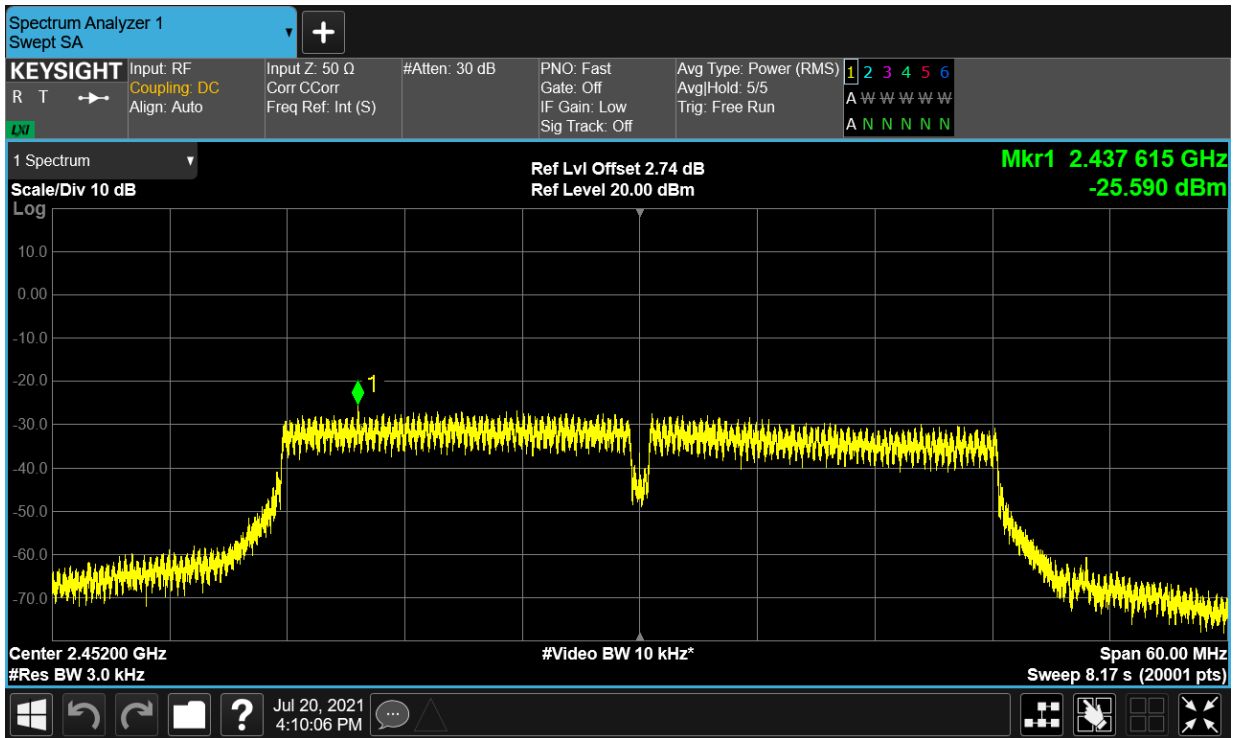 Spectrum Analyzer 1
Swept SA
+
KEYSIGHT
R T
LXI
Input: RF
Coupling: DC
Align: Auto
Input Z: 50 Ω
Corr CCorr
Freq Ref: Int (S)
#Atten: 30 dB
PNO: Fast
Gate: Off
IF Gain: Low
Sig Track: Off
Avg Type: Power (RMS)
Avg|Hold: 5/5
Trig: Free Run
1 2 3 4 5 6
A W W W W W
A N N N N N
1 Spectrum
Scale/Div 10 dB
Ref Lvl Offset 2.74 dB
Ref Level 20.00 dBm
Mkr1 2.437 615 GHz
-25.590 dBm
Log
10.0
0.00
-10.0
-20.0
-30.0
-40.0
-50.0
-60.0
-70.0
1
Center 2.45200 GHz
#Res BW 3.0 kHz
#Video BW 10 kHz*
Span 60.00 MHz
Sweep 8.17 s (20001 pts)
?
Jul 20, 2021
4:10:06 PM